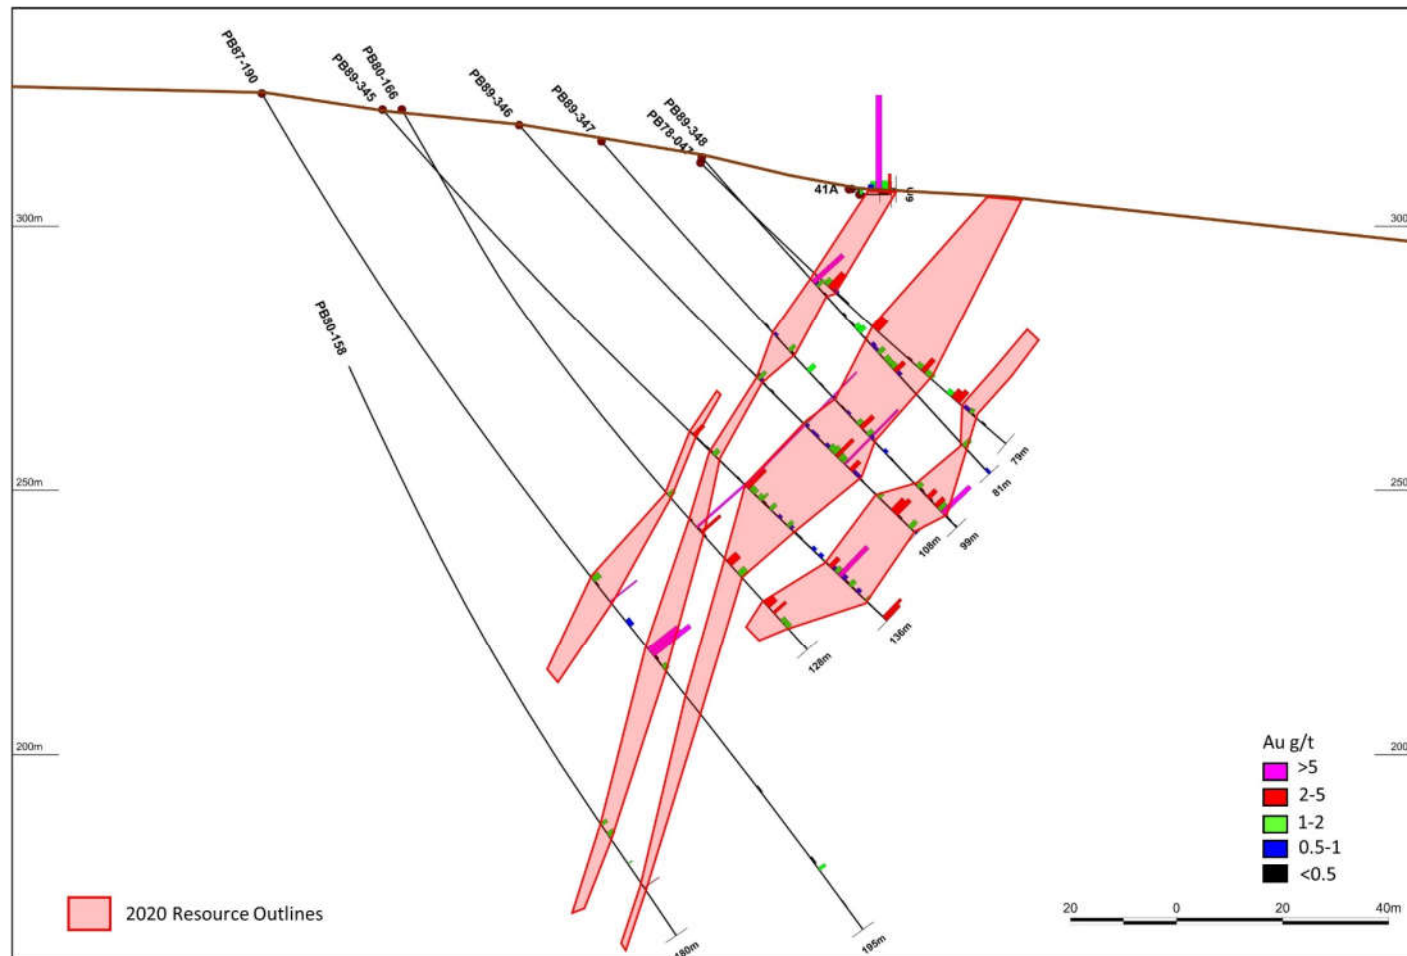 PB87-190
PB89-345
PB80-166
PB89-346
PB89-347
PB89-348
PB78-047
41A
6m
300m
300
PB80-158
250m
250
79m
81m
99m
108m
136m
128m
200m
200
Au g/t
>5
2-5
1-2
0.5-1
<0.5
2020 Resource Outlines
20 0 20 40m
180m
195m